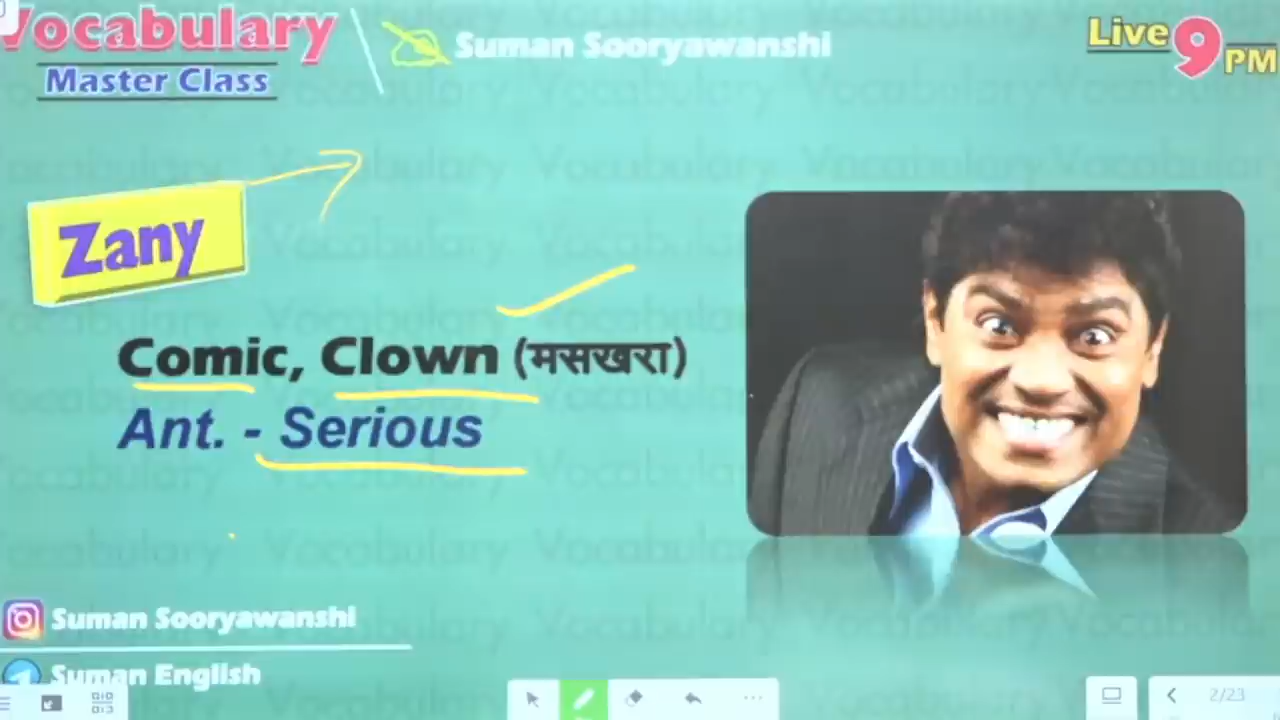 Vocabulary
Master Class
Suman Sooryawanshi
Live 9 PM
Zany
Comic, Clown (मसखरा)
Ant. - Serious
Suman Sooryawanshi
Suman English
2/23